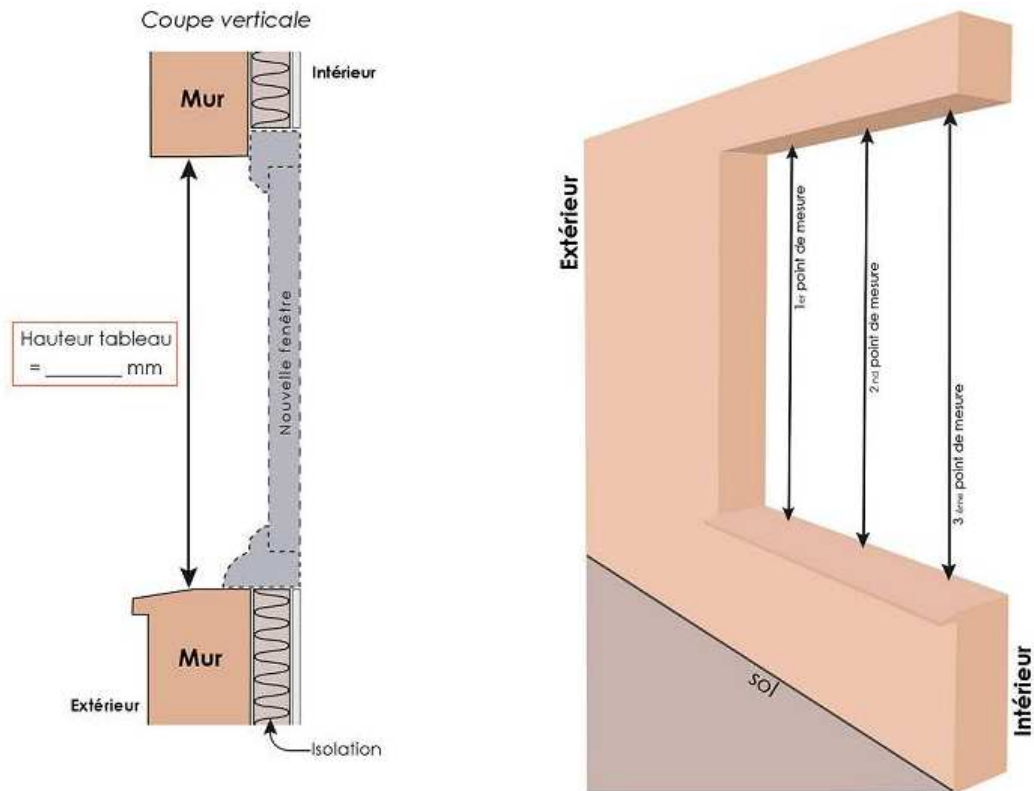 Coupe verticale
Intérieur
Mur
Hauteur tableau
= ______ mm
Nouvelle fenêtre
Mur
Extérieur
Isolation
Extérieur
1er point de mesure
2nd point de mesure
3ème point de mesure
sol
Intérieur